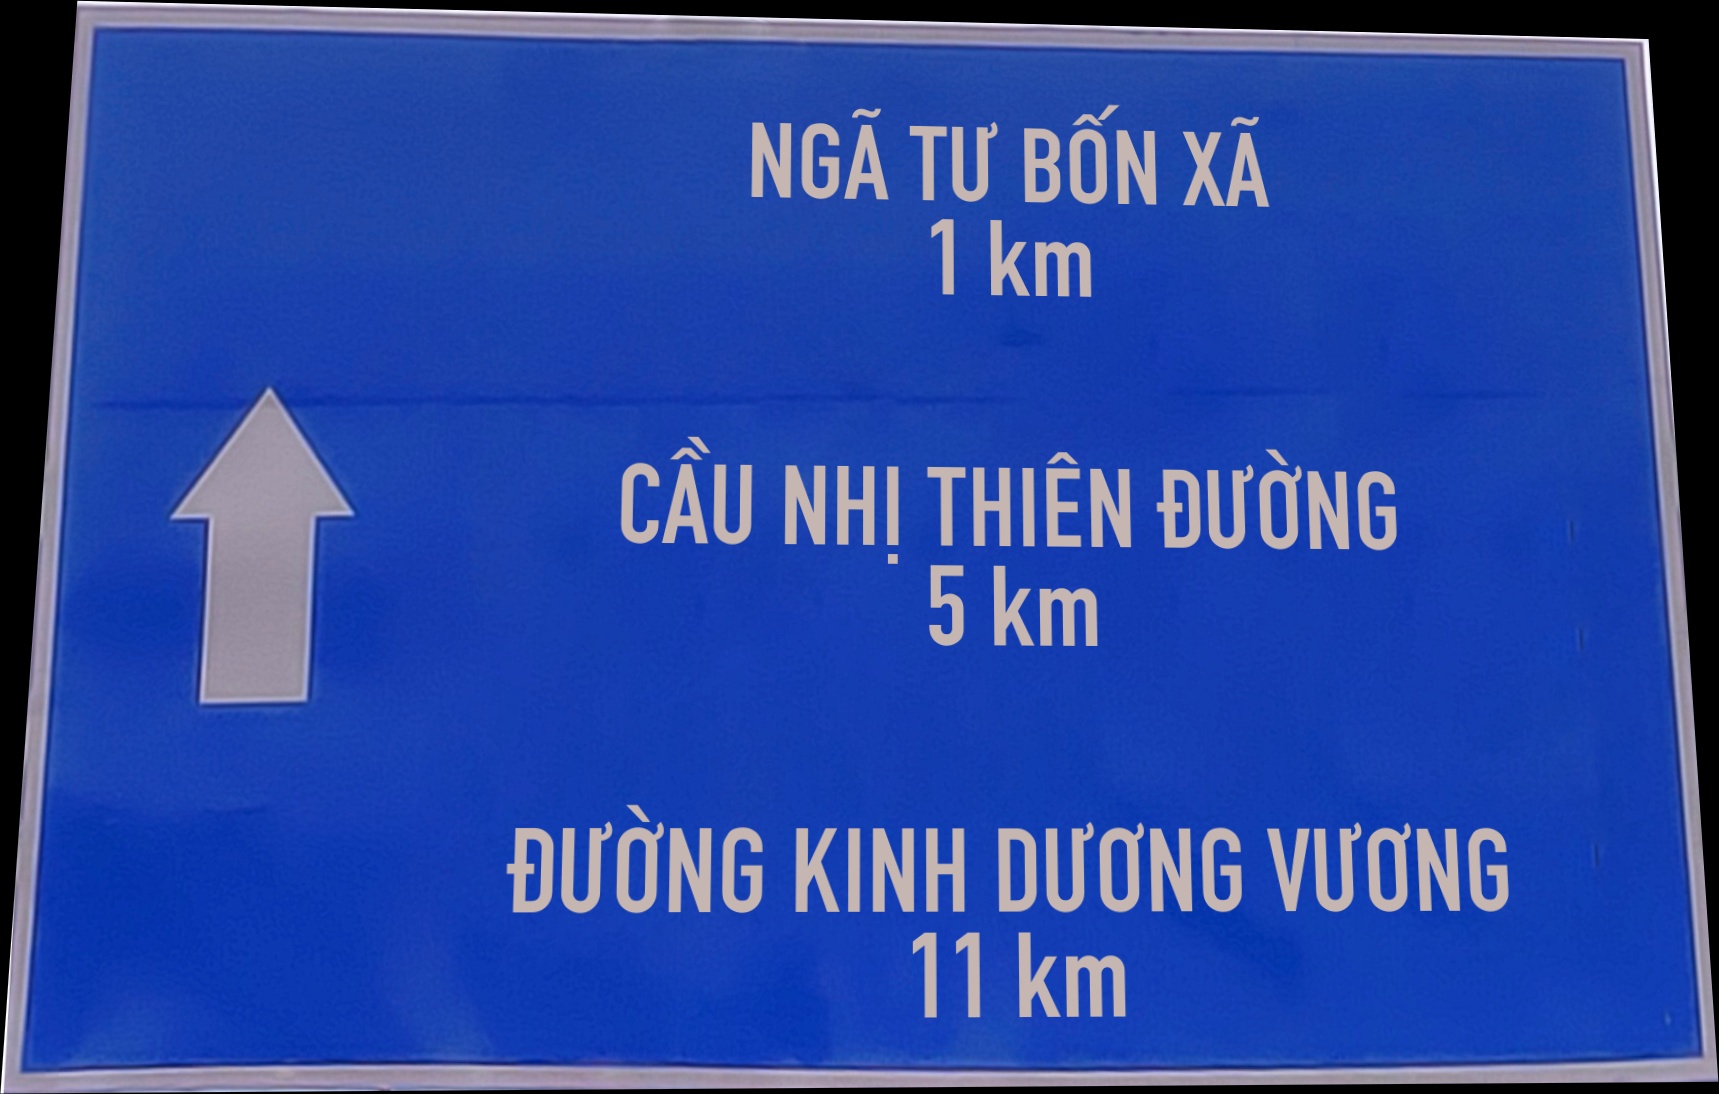 NGÃ TƯ BỐN XÃ
1 km
CẦU NHỊ THIÊN ĐƯỜNG
5 km
ĐƯỜNG KINH DƯƠNG VƯƠNG
11 km